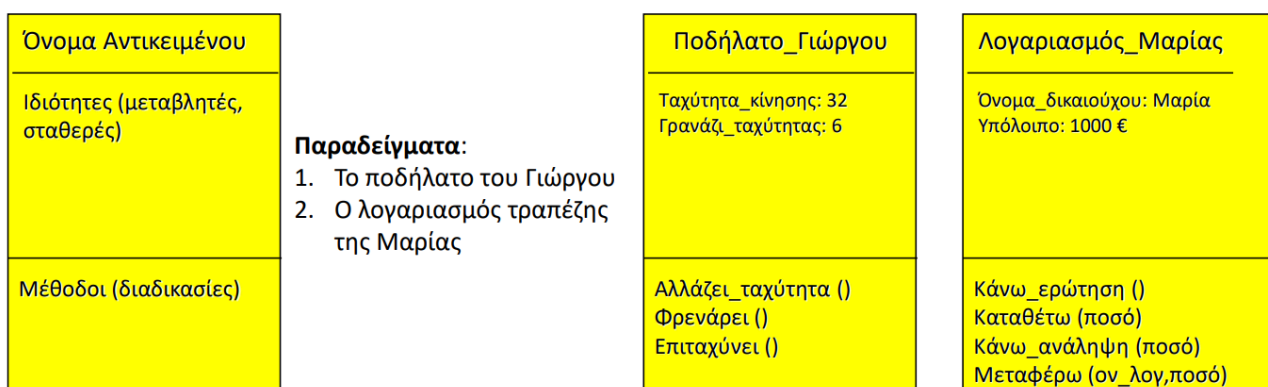 Όνομα Αντικειμένου
Ιδιότητες (μεταβλητές,
σταθερές)
Μέθοδοι (διαδικασίες)
Παραδείγματα:
1. Το ποδήλατο του Γιώργου
2. Ο λογαριασμός τραπέζης
της Μαρίας
Ποδήλατο_Γιώργου
Ταχύτητα_κίνησης: 32
Γρανάζι_ταχύτητας: 6
Αλλάζει_ταχύτητα ()
Φρενάρει ()
Επιταχύνει ()
Λογαριασμός_Μαρίας
Όνομα_δικαιούχου: Μαρία
Υπόλοιπο: 1000 €
Κάνω_ερώτηση ()
Καταθέτω (ποσό)
Κάνω_ανάληψη (ποσό)
Μεταφέρω (ον_λογ,ποσό)